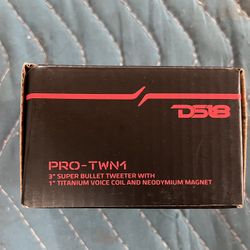 DS18
PRO-TWN1
3" SUPER BULLET TWEETER WITH
1" TITANIUM VOICE COIL AND NEODYMIUM MAGNET